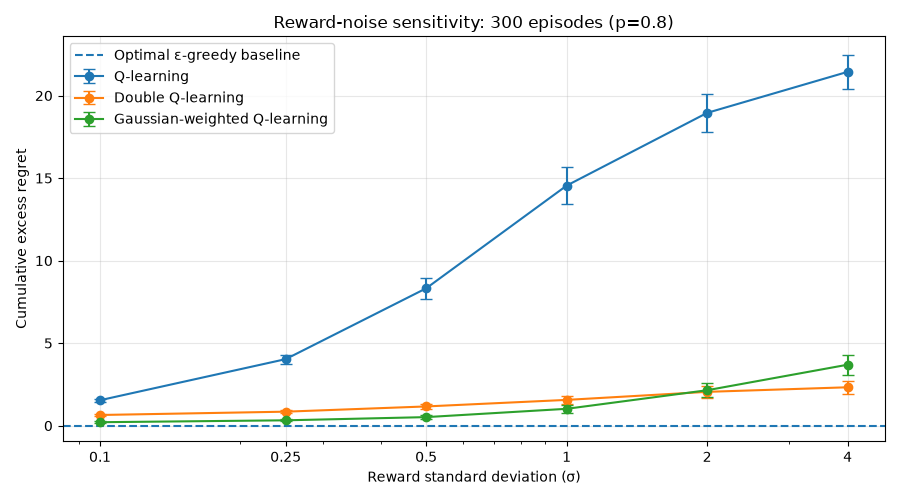 Reward-noise sensitivity: 300 episodes (p=0.8)
Optimal ε-greedy baseline
Q-learning
Double Q-learning
Gaussian-weighted Q-learning
Cumulative excess regret
20
15
10
5
0
0.1
0.25
0.5
1
2
4
Reward standard deviation (σ)